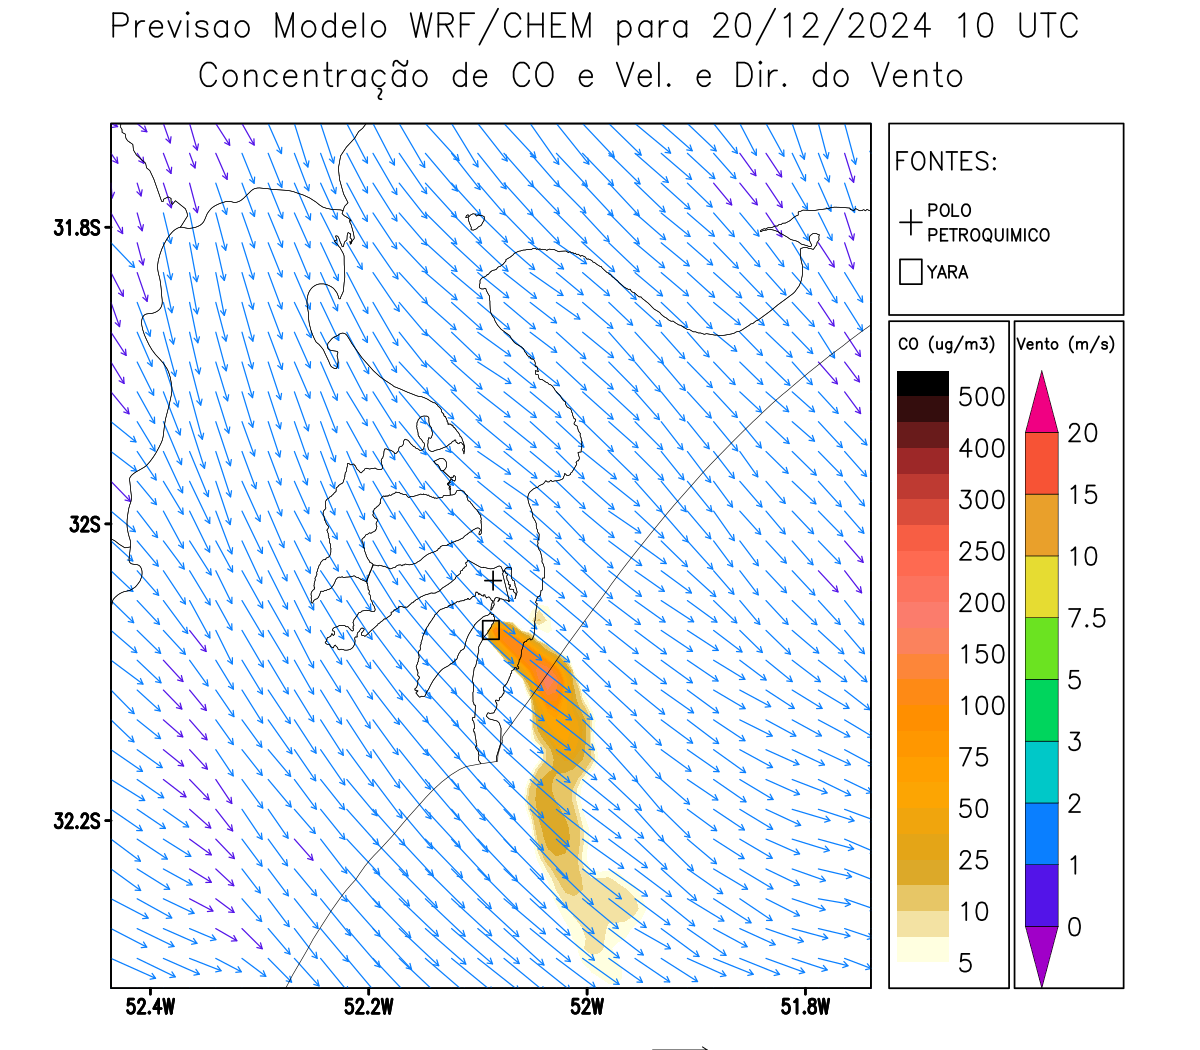 Previsao Modelo WRF/CHEM para 20/12/2024 10 UTC
Concentração de CO e Vel. e Dir. do Vento
FONTES:
POLO
PETROQUIMICO
YARA
CO (ug/m3)
500
400
300
250
200
150
100
75
50
25
10
5
Vento (m/s)
20
15
10
7.5
5
3
2
1
0
31.8S
32S
32.2S
52.4W
52.2W
52W
51.8W